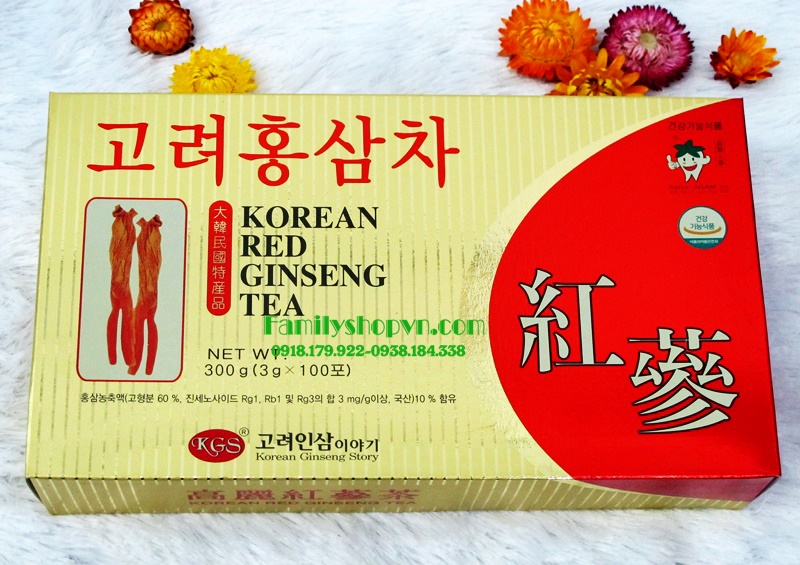 고려홍삼차
건강기능식품
大韓民國特産品
KOREAN
RED
GINSENG
TEA
건강
기능식품
紅蔘
Familyshopvn.com
0918.179.922-0938.184.338
NET WT.
300g(3g×100포)
홍삼농축액(고형분 60 %, 진세노사이드 Rg1, Rb1 및 Rg3의 합 3 mg/g이상, 국산)10 % 함유
KGS ® 고려인삼이야기
Korean Ginseng Story
高麗紅蔘茶
KOREAN RED GINSENG TEA